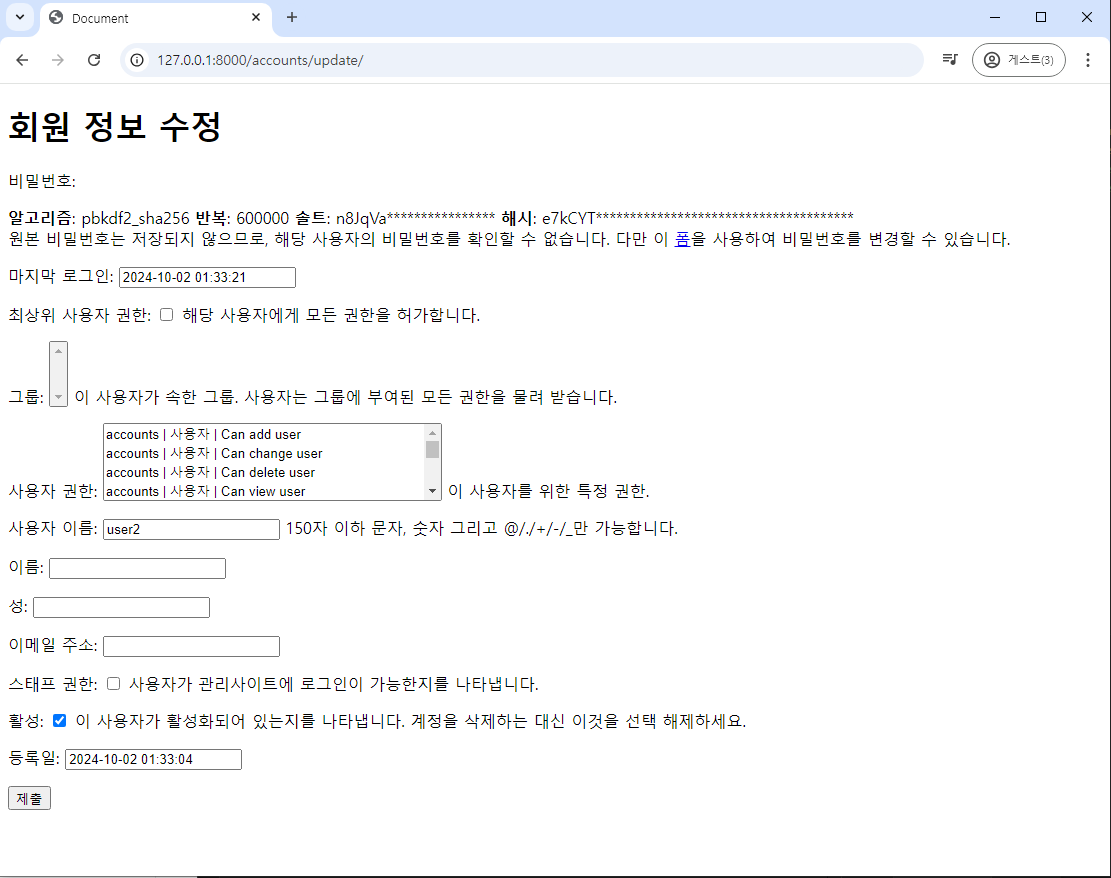 Document
127.0.0.1:8000/accounts/update/
게스트(3)
회원 정보 수정
비밀번호:
알고리즘: pbkdf2_sha256 반복: 600000 솔트: n8JqVa**************** 해시: e7kCYT**************************************
원본 비밀번호는 저장되지 않으므로, 해당 사용자의 비밀번호를 확인할 수 없습니다. 다만 이 폼을 사용하여 비밀번호를 변경할 수 있습니다.
마지막 로그인: 2024-10-02 01:33:21
최상위 사용자 권한: 해당 사용자에게 모든 권한을 허가합니다.
그룹: 이 사용자가 속한 그룹. 사용자는 그룹에 부여된 모든 권한을 물려 받습니다.
accounts | 사용자 | Can add user
accounts | 사용자 | Can change user
accounts | 사용자 | Can delete user
accounts | 사용자 | Can view user
사용자 권한: 이 사용자를 위한 특정 권한.
사용자 이름: user2 150자 이하 문자, 숫자 그리고 @/./+/-/_만 가능합니다.
이름:
성:
이메일 주소:
스태프 권한: 사용자가 관리사이트에 로그인이 가능한지를 나타냅니다.
활성: 이 사용자가 활성화되어 있는지를 나타냅니다. 계정을 삭제하는 대신 이것을 선택 해제하세요.
등록일: 2024-10-02 01:33:04
제출